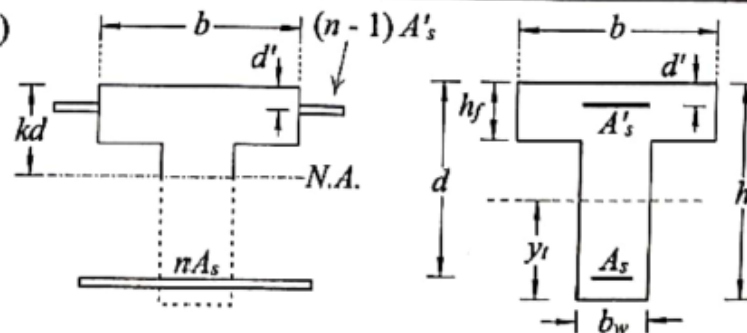 )
b
(n - 1) A's
d'
kd
N.A.
nAs
b
d'
hf
A's
d
h
yt
As
bw